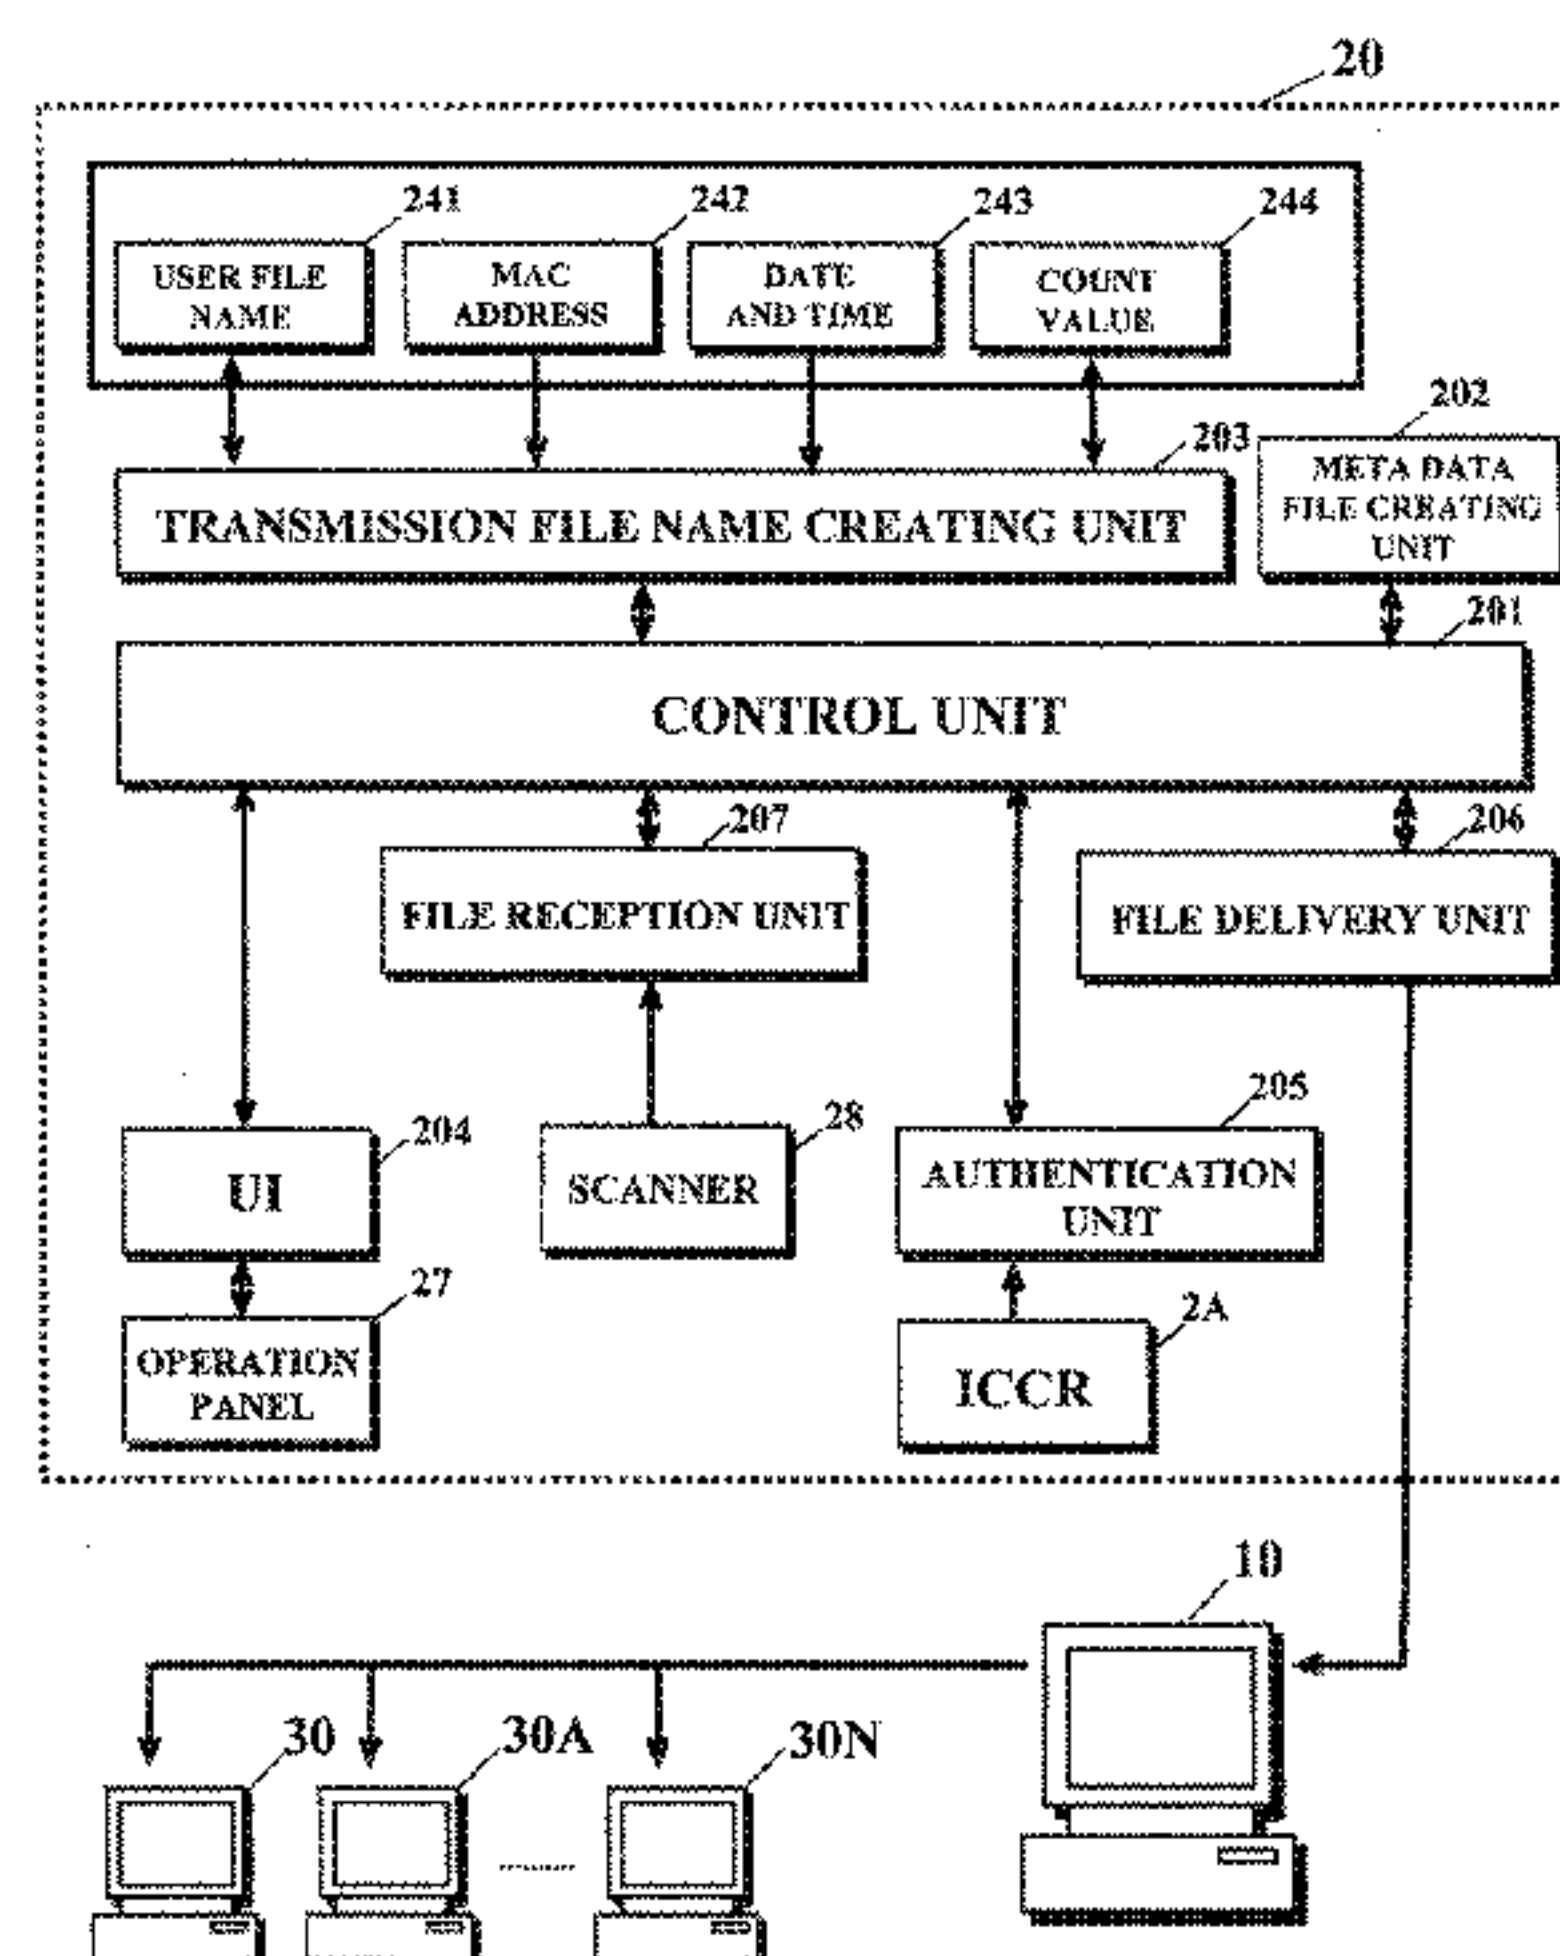 20
241
242
243
244
USER FILE
NAME
MAC
ADDRESS
DATE
AND TIME
COUNT
VALUE
202
203
META DATA
FILE CREATING
UNIT
TRANSMISSION FILE NAME CREATING UNIT
201
CONTROL UNIT
207
206
FILE RECEPTION UNIT
FILE DELIVERY UNIT
204
28
205
UI
SCANNER
AUTHENTICATION
UNIT
27
2A
OPERATION
PANEL
ICCR
10
30
30A
30N